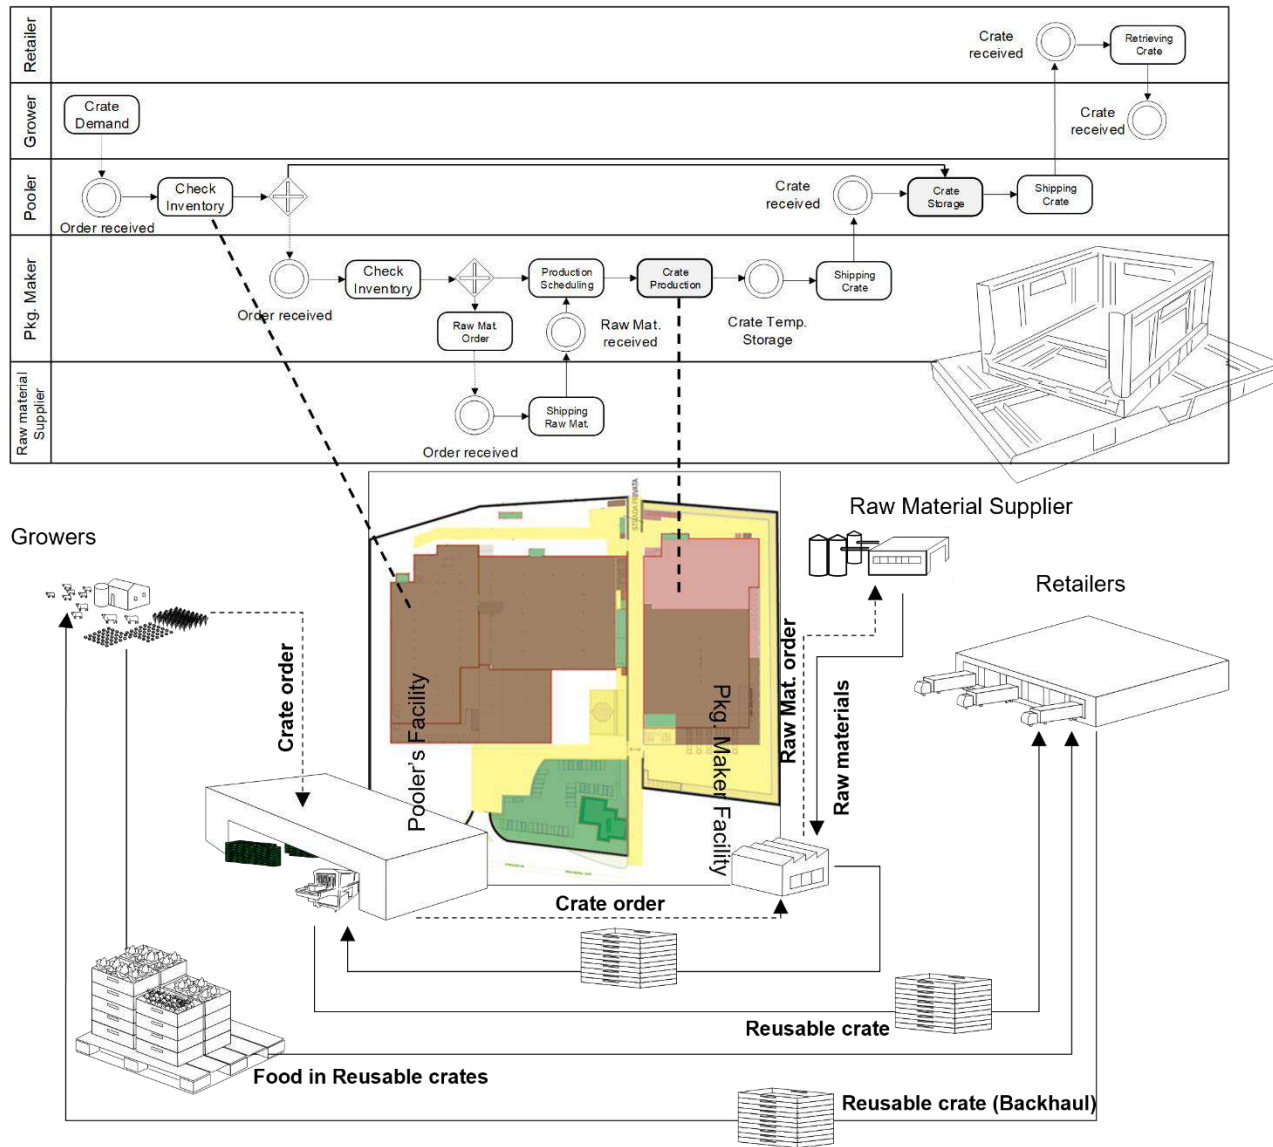 Retailer
Crate
received
Retrieving
Crate
Grower
Crate
Demand
Crate
received
Pooler
Order received
Check
Inventory
Crate
received
Crate
Storage
Shipping
Crate
Pkg. Maker
Order received
Check
Inventory
Raw Mat.
Order
Production
Scheduling
Raw Mat.
received
Crate
Production
Crate Temp.
Storage
Shipping
Crate
Raw material
Supplier
Order received
Shipping
Raw Mat.
Growers
STRADA PRIVATA
Raw Material Supplier
Retailers
Crate order
Pooler's Facility
Pkg. Maker Facility
Raw Mat. order
Raw materials
Crate order
Reusable crate
Food in Reusable crates
Reusable crate (Backhaul)